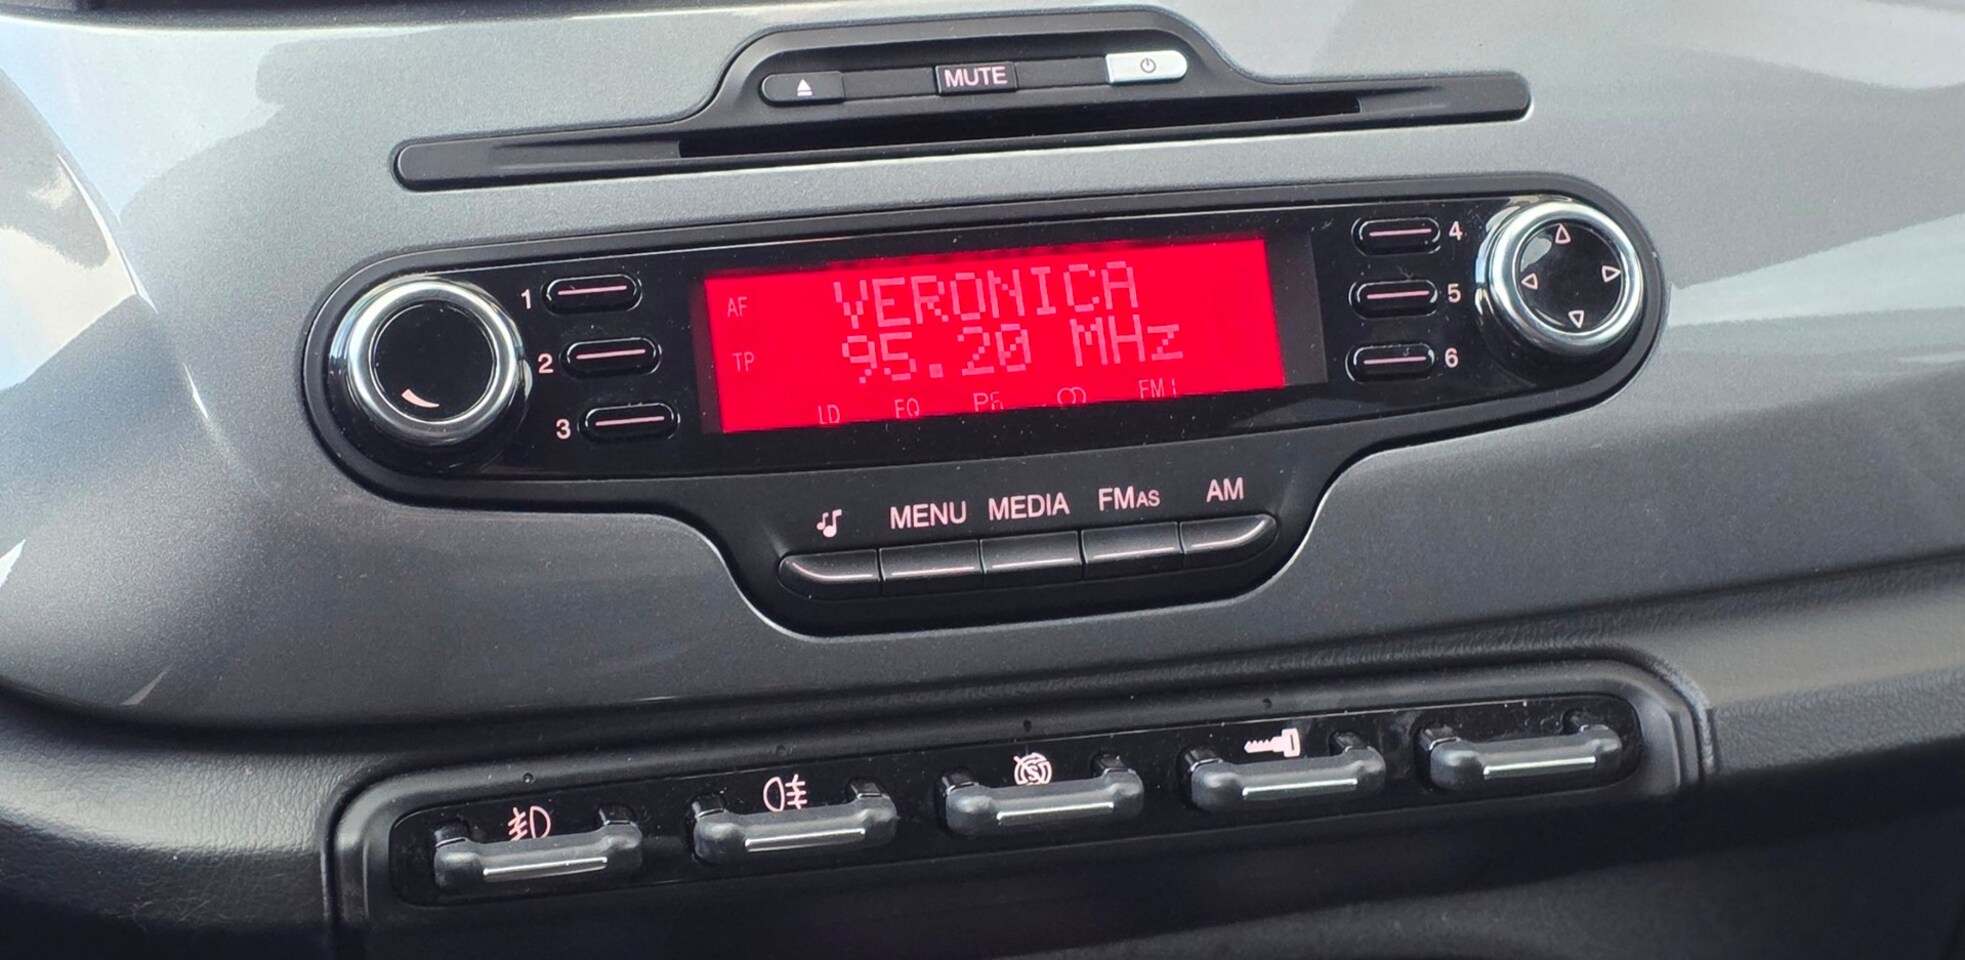 MUTE
1
2
3
AF
TP
VERONICA
95.20 MHz
LD EQ FM I
4
5
6
MENU MEDIA FMAS AM